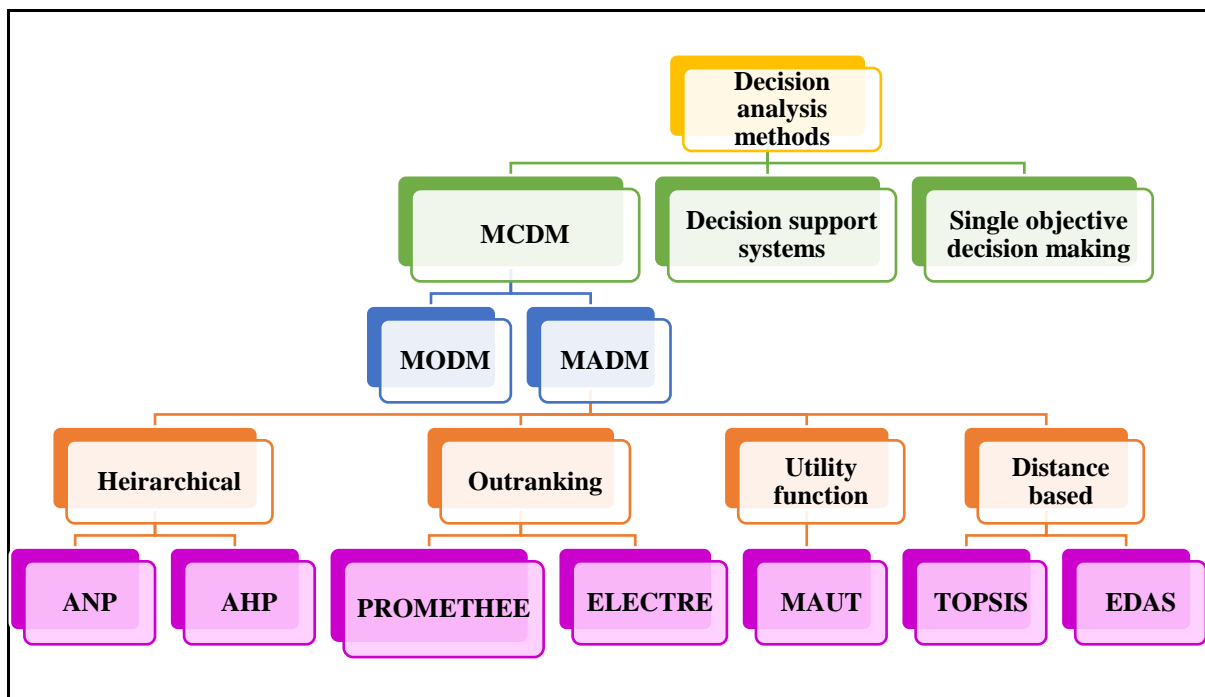 Decision
analysis
methods
MCDM
Decision support
systems
Single objective
decision making
MODM
MADM
Heirarchical
Outranking
Utility
function
Distance
based
ANP
AHP
PROMETHEE
ELECTRE
MAUT
TOPSIS
EDAS